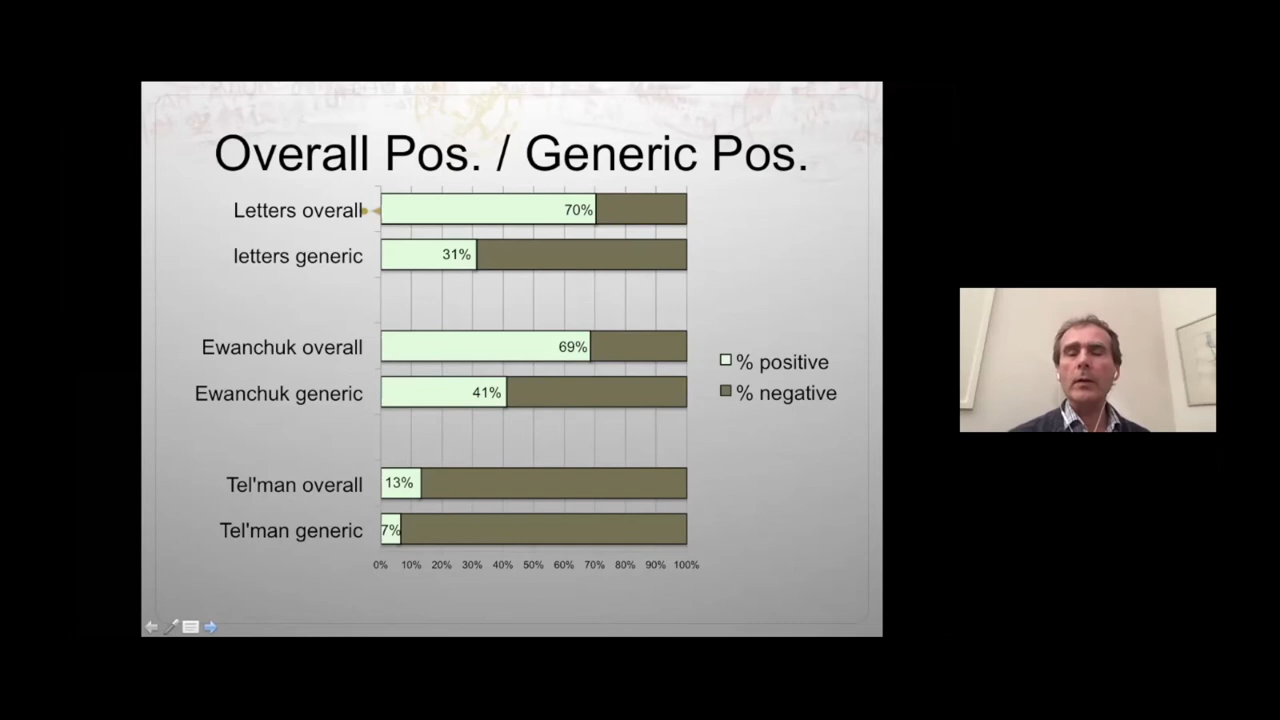 Overall Pos. / Generic Pos.
Letters overall
70%
letters generic
31%
Ewanchuk overall
69%
Ewanchuk generic
41%
Tel'man overall
13%
Tel'man generic
7%
0% 10% 20% 30% 40% 50% 60% 70% 80% 90% 100%
% positive
% negative